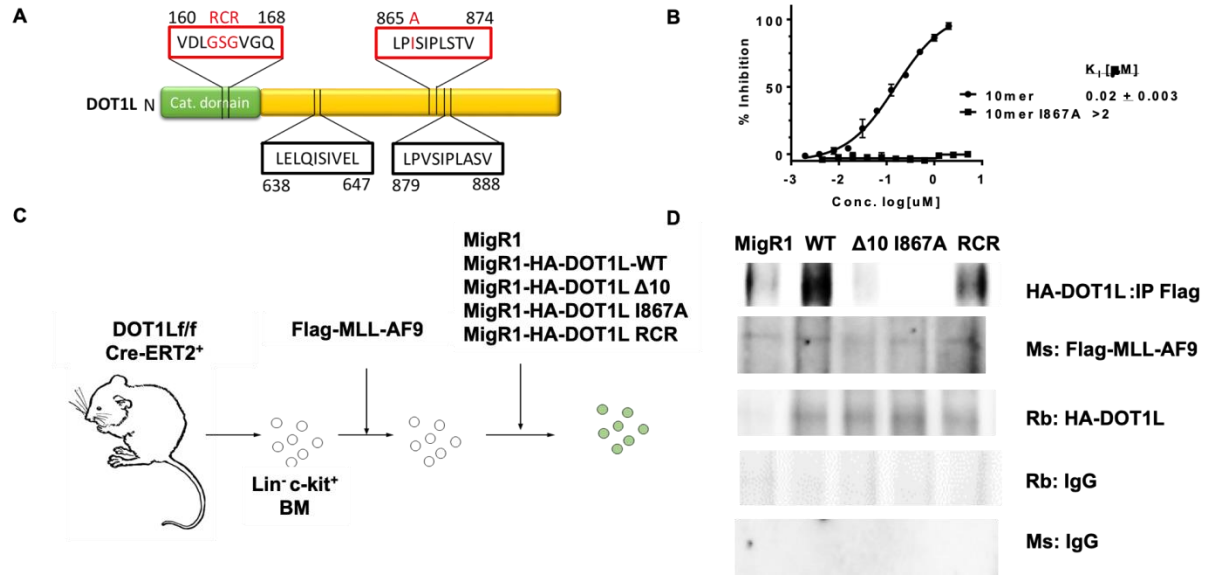 A
160 RCR 168
VDLGSGVGQ
865 A 874
LPISIPLSTV
DOT1L N
Cat. domain
LELQISIVEL
638 647
LPVSIPLASV
879 888
B
% Inhibition
100
50
0
-3 -2 -1 0 1
Conc. log[uM]
10mer 0.02 ± 0.003
10mer I867A >2
C
DOT1Lf/f
Cre-ERT2⁺
Lin⁻ c-kit⁺
BM
Flag-MLL-AF9
MigR1
MigR1-HA-DOT1L-WT
MigR1-HA-DOT1L Δ10
MigR1-HA-DOT1L I867A
MigR1-HA-DOT1L RCR
D
MigR1 WT Δ10 I867A RCR
HA-DOT1L:IP Flag
Ms: Flag-MLL-AF9
Rb: HA-DOT1L
Rb: IgG
Ms: IgG